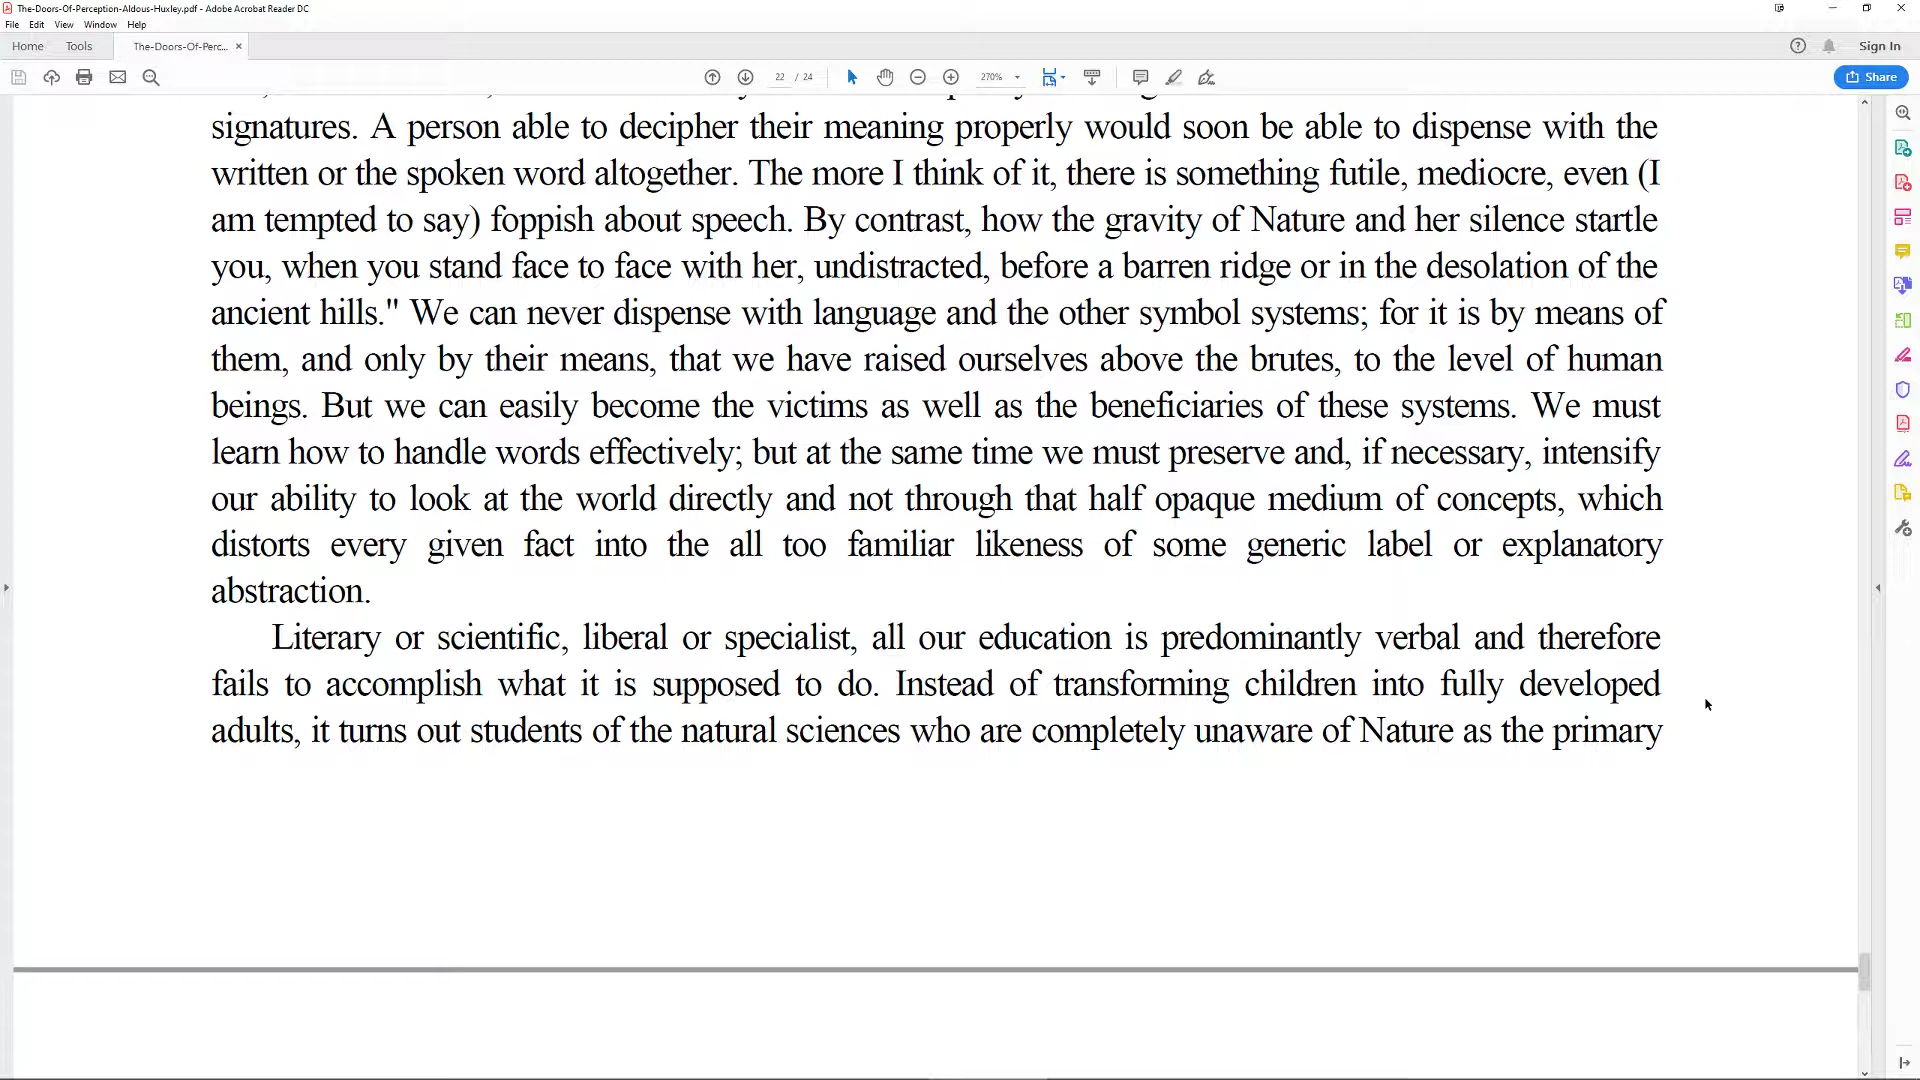 The-Doors-Of-Perception-Aldous-Huxley.pdf - Adobe Acrobat Reader DC
File Edit View Window Help
Home Tools The-Doors-Of-Perc... × Sign In
22 / 24 270% Share
signatures. A person able to decipher their meaning properly would soon be able to dispense with the
written or the spoken word altogether. The more I think of it, there is something futile, mediocre, even (I
am tempted to say) foppish about speech. By contrast, how the gravity of Nature and her silence startle
you, when you stand face to face with her, undistracted, before a barren ridge or in the desolation of the
ancient hills." We can never dispense with language and the other symbol systems; for it is by means of
them, and only by their means, that we have raised ourselves above the brutes, to the level of human
beings. But we can easily become the victims as well as the beneficiaries of these systems. We must
learn how to handle words effectively; but at the same time we must preserve and, if necessary, intensify
our ability to look at the world directly and not through that half opaque medium of concepts, which
distorts every given fact into the all too familiar likeness of some generic label or explanatory
abstraction.
Literary or scientific, liberal or specialist, all our education is predominantly verbal and therefore
fails to accomplish what it is supposed to do. Instead of transforming children into fully developed
adults, it turns out students of the natural sciences who are completely unaware of Nature as the primary